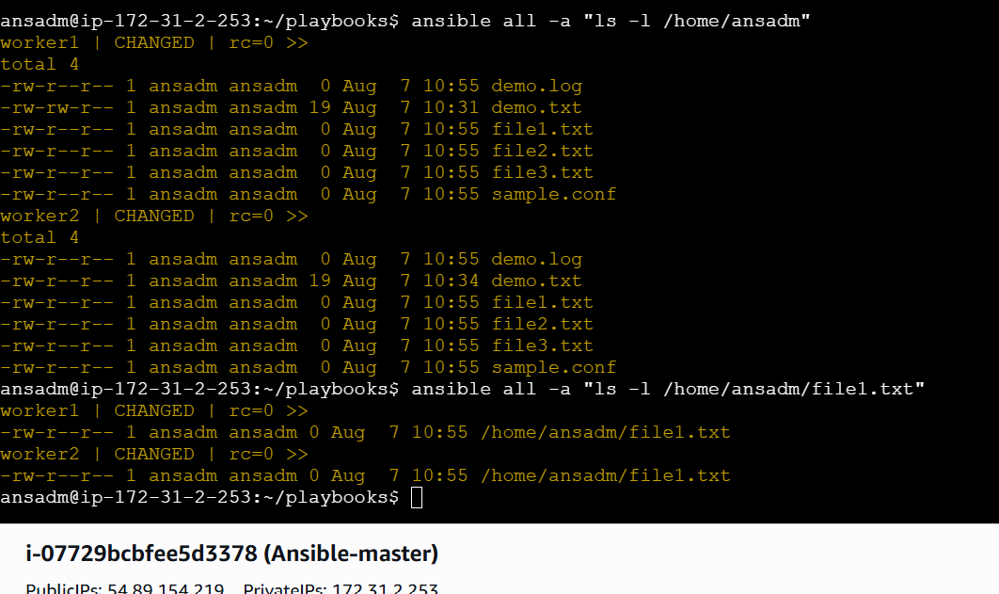 ansadm@ip-172-31-2-253:~/playbooks$ ansible all -a "ls -l /home/ansadm"
worker1 | CHANGED | rc=0 >>
total 4
-rw-r--r-- 1 ansadm ansadm  0 Aug  7 10:55 demo.log
-rw-rw-r-- 1 ansadm ansadm 19 Aug  7 10:31 demo.txt
-rw-r--r-- 1 ansadm ansadm  0 Aug  7 10:55 file1.txt
-rw-r--r-- 1 ansadm ansadm  0 Aug  7 10:55 file2.txt
-rw-r--r-- 1 ansadm ansadm  0 Aug  7 10:55 file3.txt
-rw-r--r-- 1 ansadm ansadm  0 Aug  7 10:55 sample.conf
worker2 | CHANGED | rc=0 >>
total 4
-rw-r--r-- 1 ansadm ansadm  0 Aug  7 10:55 demo.log
-rw-r--r-- 1 ansadm ansadm 19 Aug  7 10:34 demo.txt
-rw-r--r-- 1 ansadm ansadm  0 Aug  7 10:55 file1.txt
-rw-r--r-- 1 ansadm ansadm  0 Aug  7 10:55 file2.txt
-rw-r--r-- 1 ansadm ansadm  0 Aug  7 10:55 file3.txt
-rw-r--r-- 1 ansadm ansadm  0 Aug  7 10:55 sample.conf
ansadm@ip-172-31-2-253:~/playbooks$ ansible all -a "ls -l /home/ansadm/file1.txt"
worker1 | CHANGED | rc=0 >>
-rw-r--r-- 1 ansadm ansadm 0 Aug  7 10:55 /home/ansadm/file1.txt
worker2 | CHANGED | rc=0 >>
-rw-r--r-- 1 ansadm ansadm 0 Aug  7 10:55 /home/ansadm/file1.txt
ansadm@ip-172-31-2-253:~/playbooks$
i-07729bcbfee5d3378 (Ansible-master)
PublicIPs: 54.89.154.219 PrivateIPs: 172.31.2.253